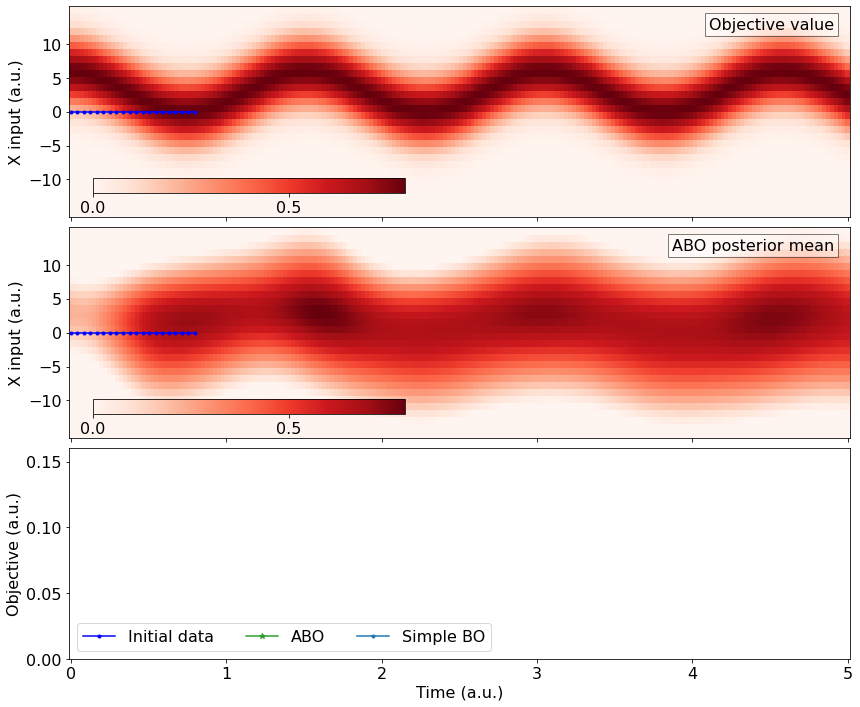 Objective value
X input (a.u.)
10
5
0
−5
−10
0.0 0.5
ABO posterior mean
X input (a.u.)
10
5
0
−5
−10
0.0 0.5
Objective (a.u.)
0.15
0.10
0.05
0.00
Initial data ABO Simple BO
0 1 2 3 4 5
Time (a.u.)